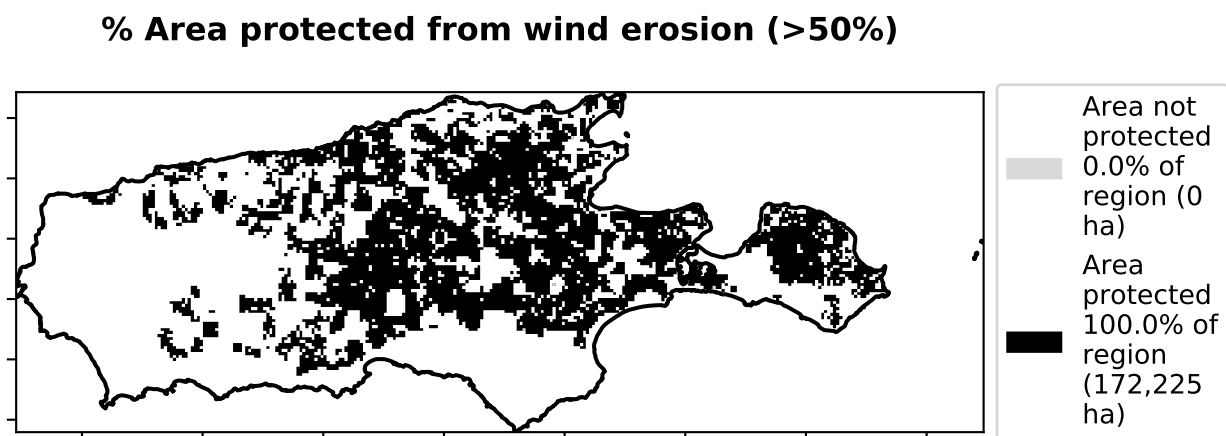 % Area protected from wind erosion (>50%)
Area not
protected
0.0% of
region (0
ha)
Area
protected
100.0% of
region
(172,225
ha)